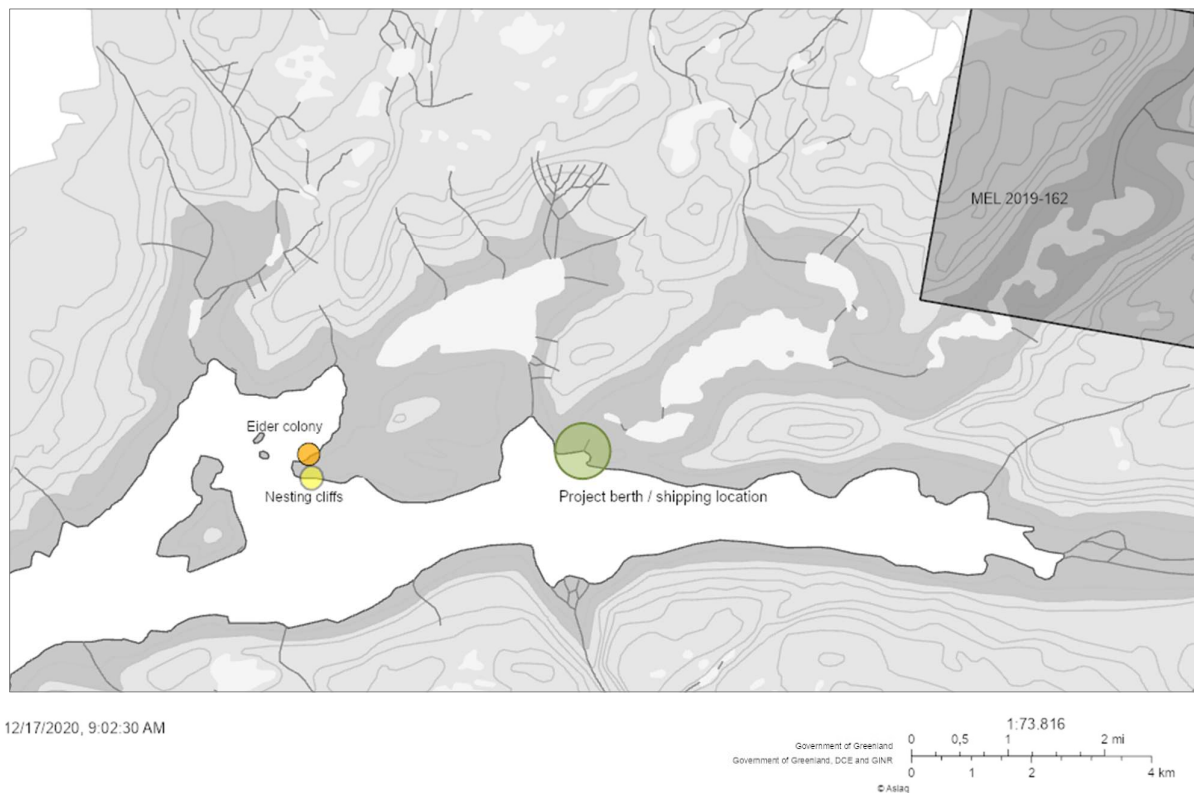 MEL 2019-162
Eider colony
Nesting cliffs
Project berth / shipping location
12/17/2020, 9:02:30 AM
1:73.816
0 0,5 1 2 mi
0 1 2 4 km
Government of Greenland
Government of Greenland, DCE and GINR
© Asiaq